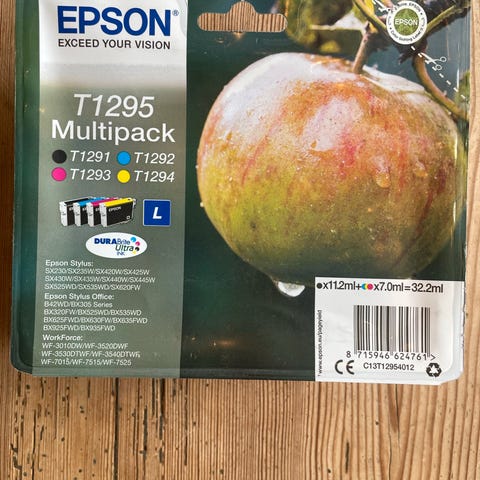 EPSON®
EXCEED YOUR VISION
EPSON
T1295
Multipack
T1291 T1292
T1293 T1294
EPSON
L
DURABrite
Ultra
INK
Epson Stylus:
SX230/SX235W/SX420W/SX425W
SX430W/SX435W/SX440W/SX445W
SX525WD/SX535WD/SX620FW
Epson Stylus Office:
B42WD/BX305 Series
BX320FW/BX525WD/BX535WD
BX625FWD/BX630FW/BX635FWD
BX925FWD/BX935FWD
WorkForce:
WF-3010DW/WF-3520DWF
WF-3530DTWF/WF-3540DTWF
WF-7015/WF-7515/WF-7525
x11.2ml+x7.0ml=32.2ml
*www.epson.eu/pageyield
8 715946 624761 >
CE C13T12954012